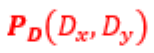 P_D(D_x, D_y)